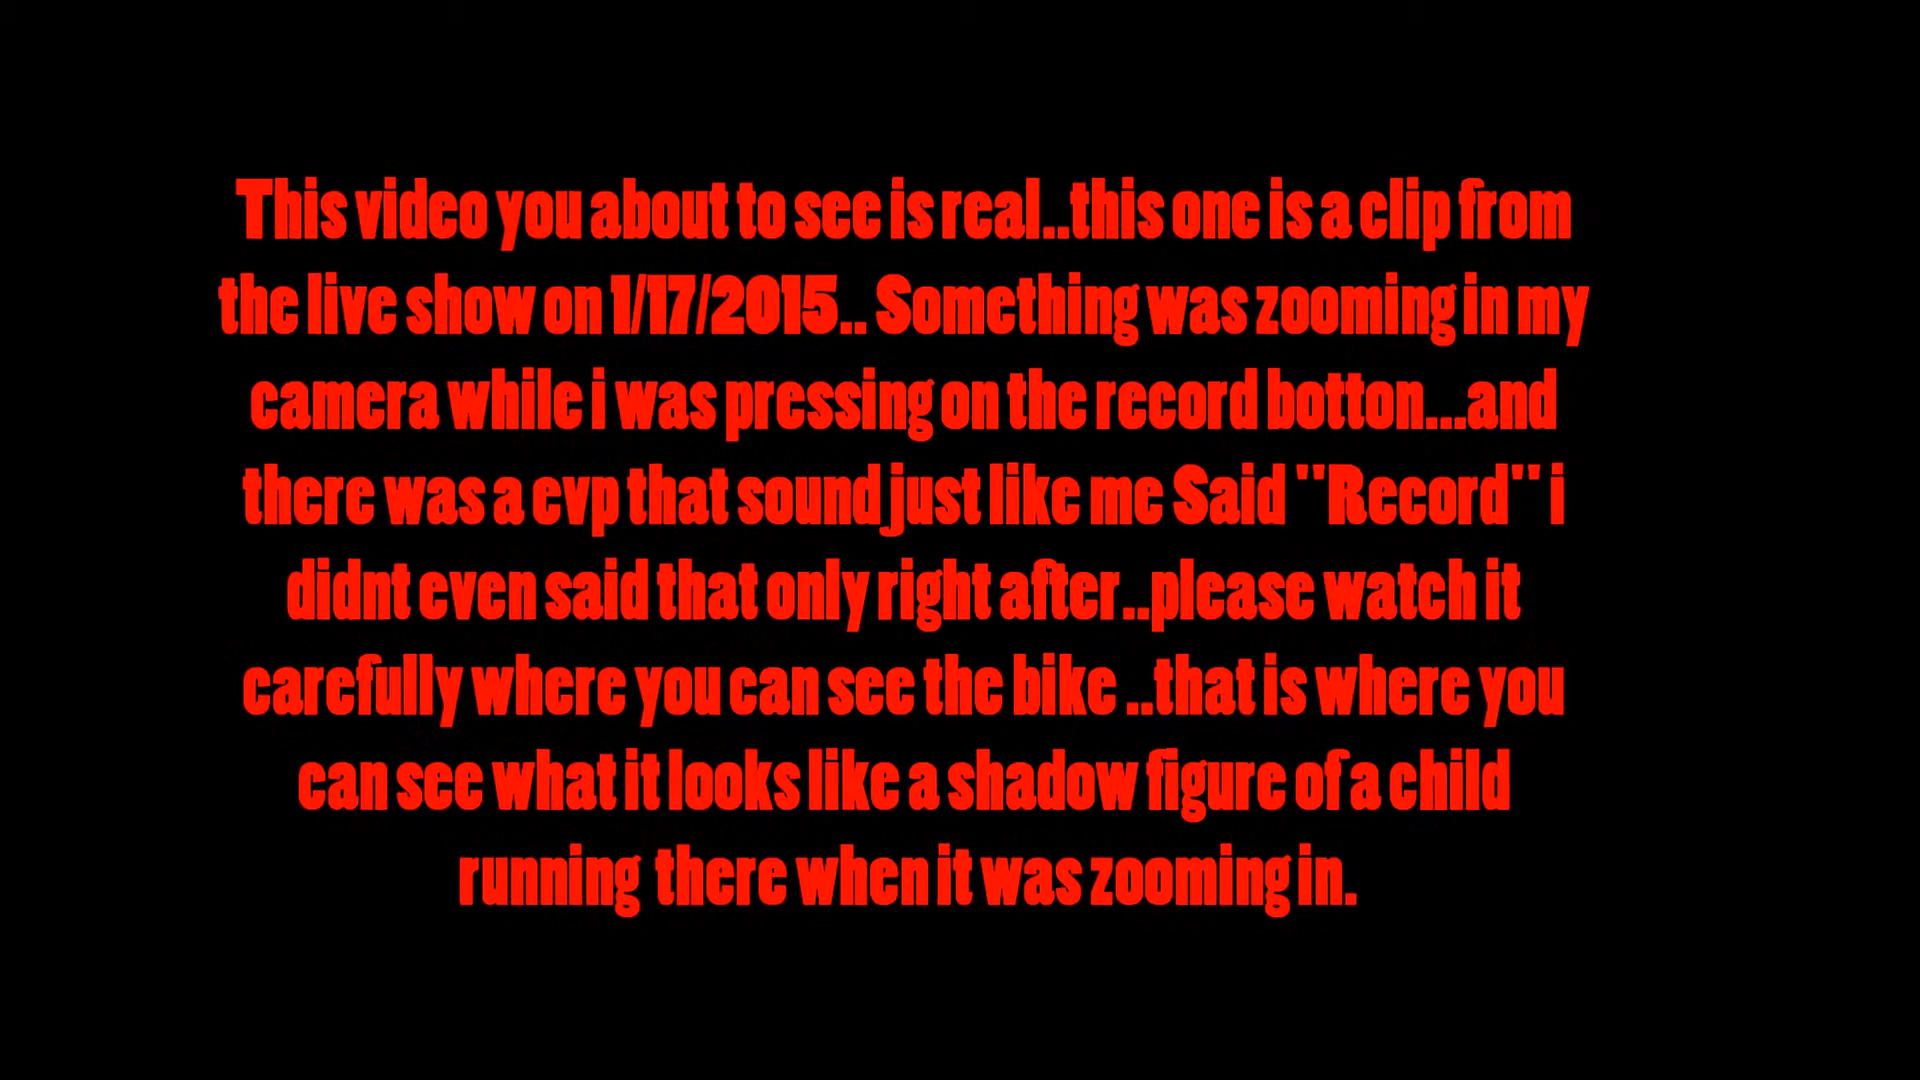 This video you about to see is real..this one is a clip from
the live show on 1/17/2015.. Something was zooming in my
camera while i was pressing on the record botton...and
there was a evp that sound just like me Said "Record" i
didnt even said that only right after..please watch it
carefully where you can see the bike ..that is where you
can see what it looks like a shadow figure of a child
running there when it was zooming in.